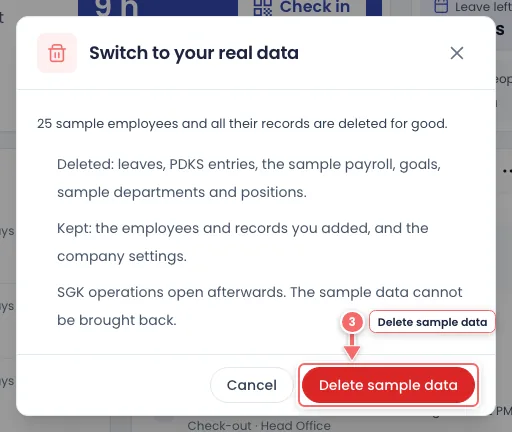 9 h
Check in
Leave left
Switch to your real data
25 sample employees and all their records are deleted for good.
Deleted: leaves, PDKS entries, the sample payroll, goals,
sample departments and positions.
Kept: the employees and records you added, and the
company settings.
SGK operations open afterwards. The sample data cannot
be brought back.
3
Delete sample data
Cancel
Delete sample data
Check-out · Head Office